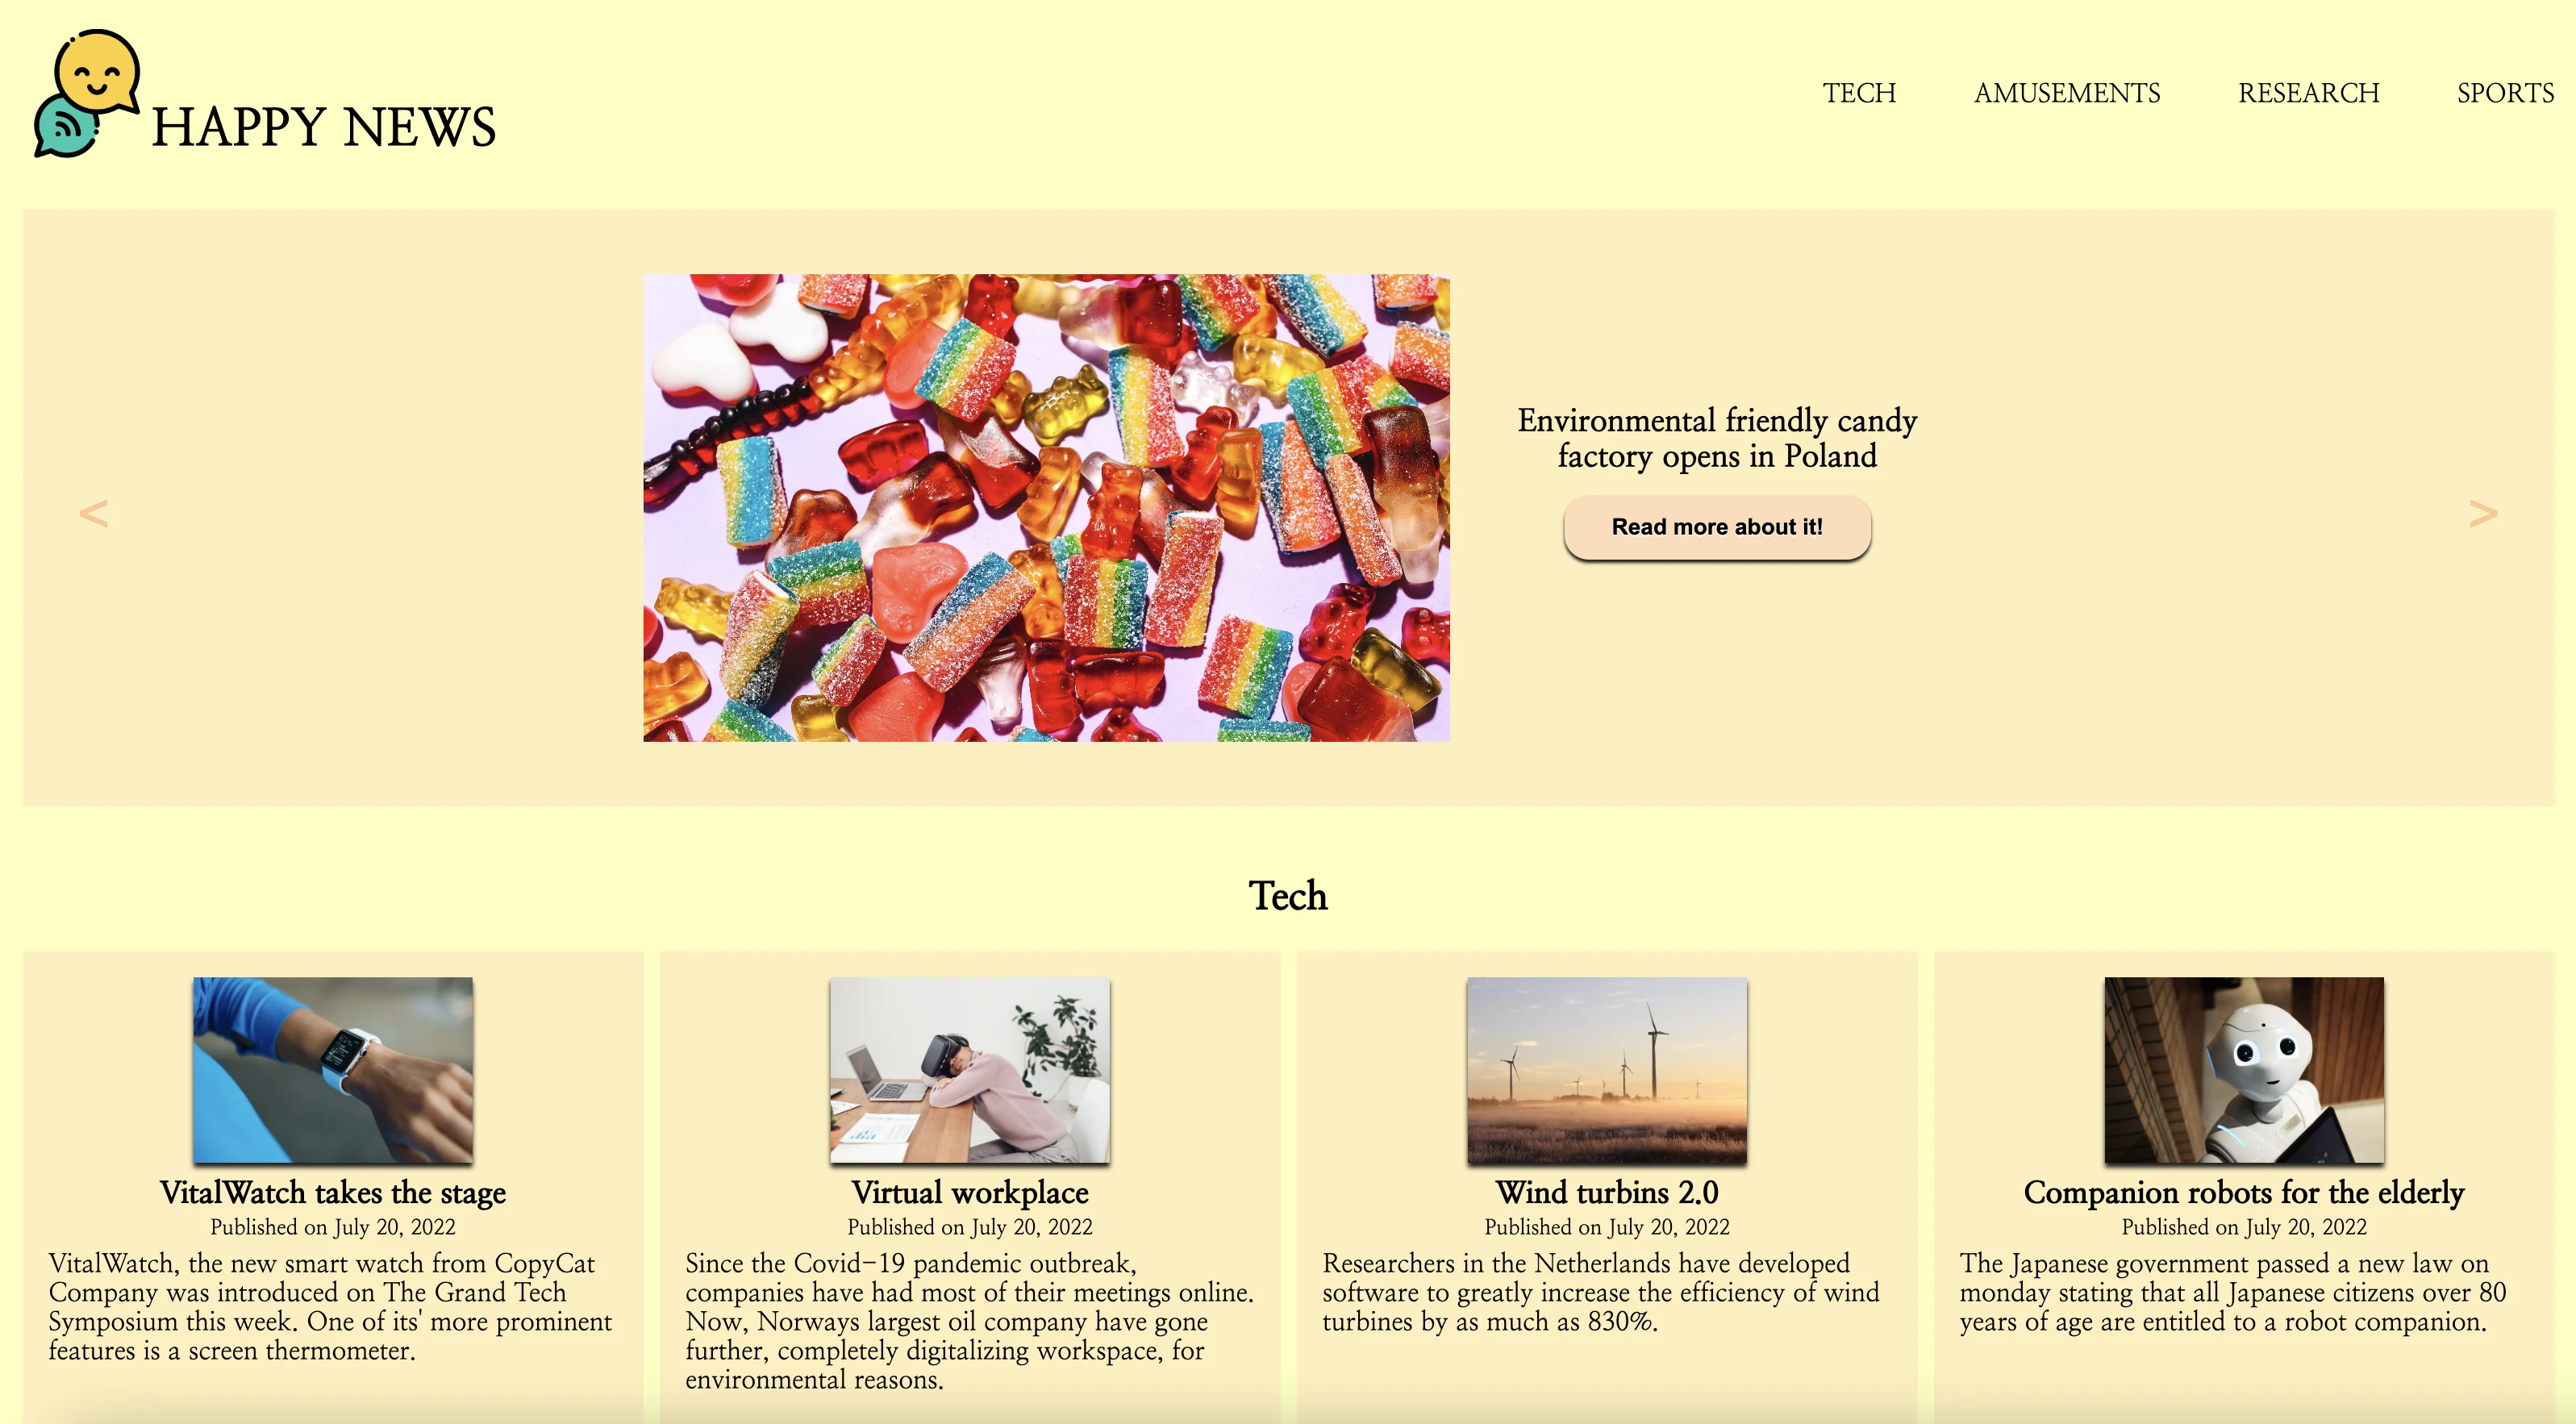 HAPPY NEWS
TECH AMUSEMENTS RESEARCH SPORTS
Environmental friendly candy
factory opens in Poland
< >
Read more about it!
Tech
VitalWatch takes the stage
Published on July 20, 2022
VitalWatch, the new smart watch from CopyCat
Company was introduced on The Grand Tech
Symposium this week. One of its' more prominent
features is a screen thermometer.
Virtual workplace
Published on July 20, 2022
Since the Covid-19 pandemic outbreak,
companies have had most of their meetings online.
Now, Norways largest oil company have gone
further, completely digitalizing workspace, for
environmental reasons.
Wind turbins 2.0
Published on July 20, 2022
Researchers in the Netherlands have developed
software to greatly increase the efficiency of wind
turbines by as much as 830%.
Companion robots for the elderly
Published on July 20, 2022
The Japanese government passed a new law on
monday stating that all Japanese citizens over 80
years of age are entitled to a robot companion.